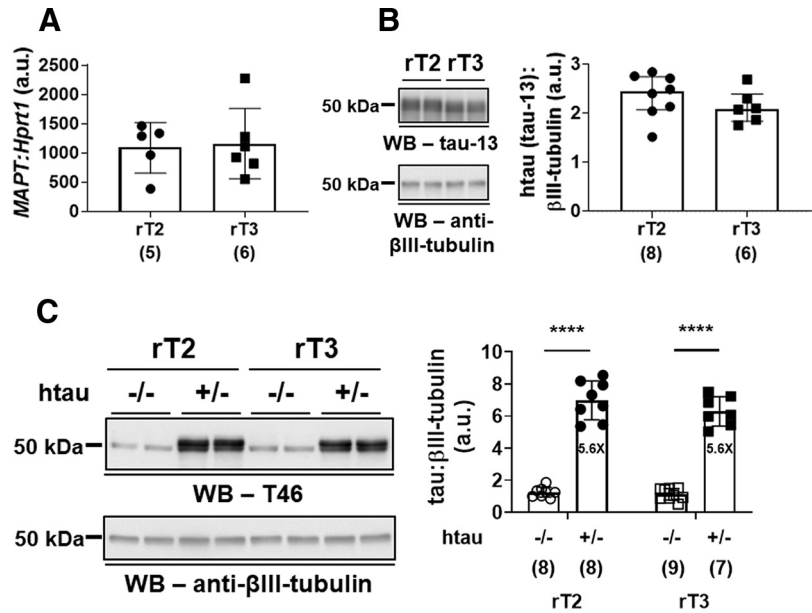 A
MAPT:Hprt1 (a.u.)
2500
2000
1500
1000
500
0
rT2 rT3
(5) (6)
B
rT2 rT3
50 kDa
WB – tau-13
50 kDa
WB – anti-
βIII-tubulin
htau (tau-13):
βIII-tubulin (a.u.)
3
2
1
0
rT2 rT3
(8) (6)
C
rT2 rT3
htau -/- +/- -/- +/-
50 kDa
WB – T46
50 kDa
WB – anti-βIII-tubulin
tau:βIII-tubulin
(a.u.)
**** ****
10
8
6
4
2
0
5.6X 5.6X
htau -/- +/- -/- +/-
(8) (8) (9) (7)
rT2 rT3